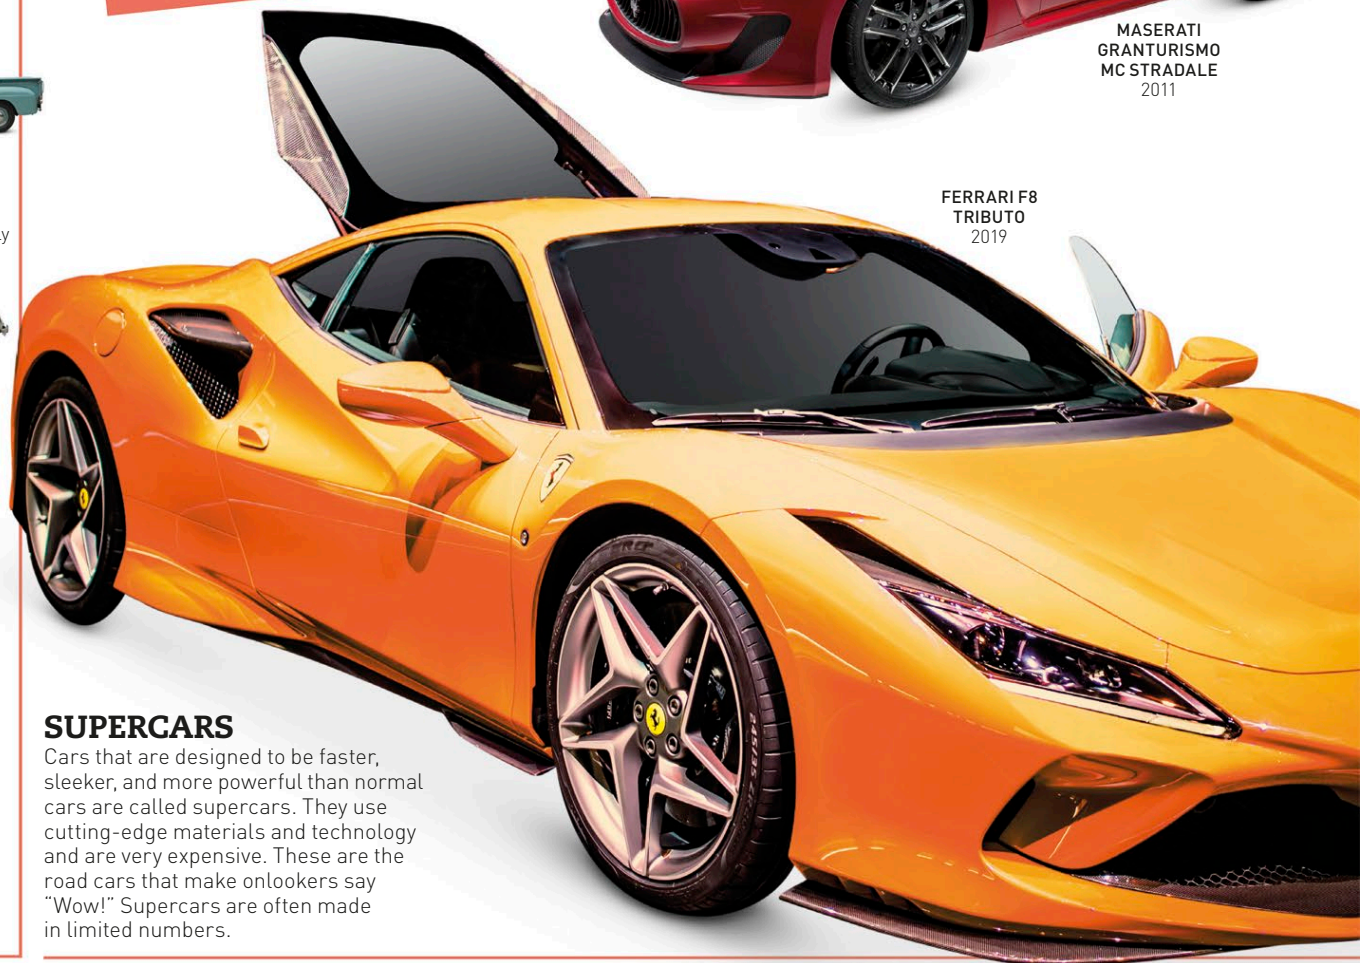 MASERATI
GRANTURISMO
MC STRADALE
2011
FERRARI F8
TRIBUTO
2019
SUPERCARS
Cars that are designed to be faster,
sleeker, and more powerful than normal
cars are called supercars. They use
cutting-edge materials and technology
and are very expensive. These are the
road cars that make onlookers say
“Wow!” Supercars are often made
in limited numbers.